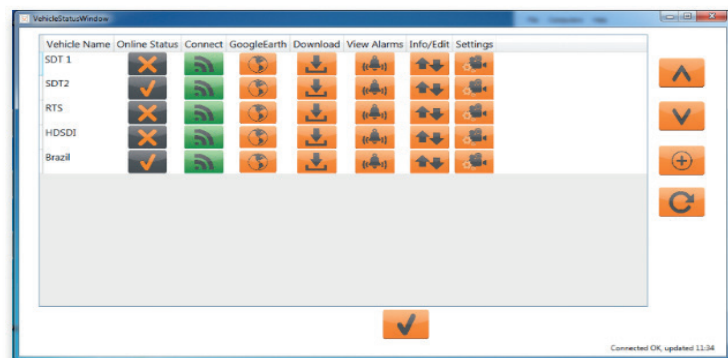 VehicleStatusWindow
Vehicle Name Online Status Connect GoogleEarth Download View Alarms Info/Edit Settings
SDT 1
SDT2
RTS
HDSDI
Brazil
Connected OK, updated 11:34